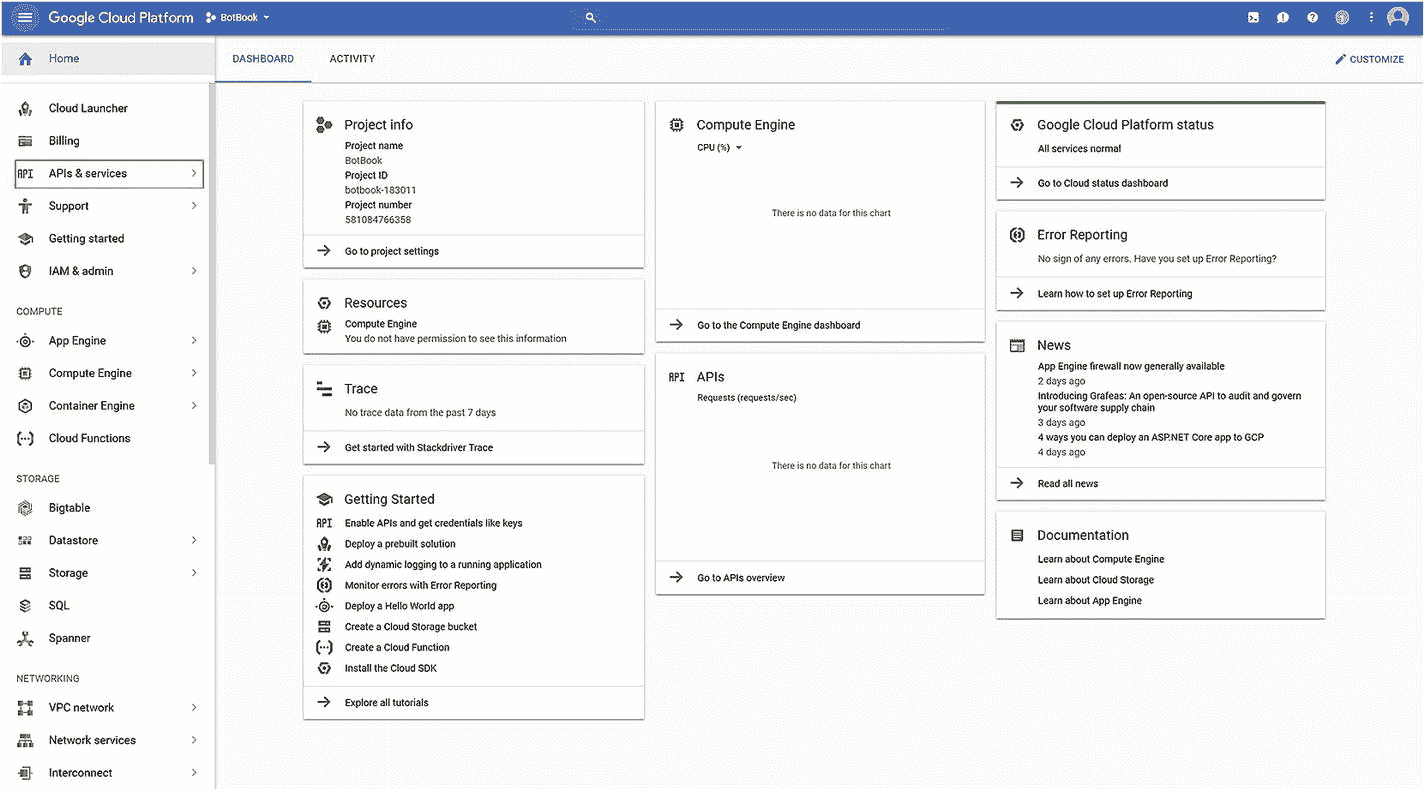 Google Cloud Platform BotBook
Home
Cloud Launcher
Billing
API APIs & services
Support
Getting started
IAM & admin
COMPUTE
App Engine
Compute Engine
Container Engine
Cloud Functions
STORAGE
Bigtable
Datastore
Storage
SQL
Spanner
NETWORKING
VPC network
Network services
Interconnect
DASHBOARD ACTIVITY
CUSTOMIZE
Project info
Project name
BotBook
Project ID
botbook-183011
Project number
581084766358
Go to project settings
Resources
Compute Engine
You do not have permission to see this information
Trace
No trace data from the past 7 days
Get started with Stackdriver Trace
Getting Started
API Enable APIs and get credentials like keys
Deploy a prebuilt solution
Add dynamic logging to a running application
Monitor errors with Error Reporting
Deploy a Hello World app
Create a Cloud Storage bucket
Create a Cloud Function
Install the Cloud SDK
Explore all tutorials
Compute Engine
CPU (%)
There is no data for this chart
Go to the Compute Engine dashboard
API APIs
Requests (requests/sec)
There is no data for this chart
Go to APIs overview
Google Cloud Platform status
All services normal
Go to Cloud status dashboard
Error Reporting
No sign of any errors. Have you set up Error Reporting?
Learn how to set up Error Reporting
News
App Engine firewall now generally available
2 days ago
Introducing Grafeas: An open-source API to audit and govern
your software supply chain
3 days ago
4 ways you can deploy an ASP.NET Core app to GCP
4 days ago
Read all news
Documentation
Learn about Compute Engine
Learn about Cloud Storage
Learn about App Engine